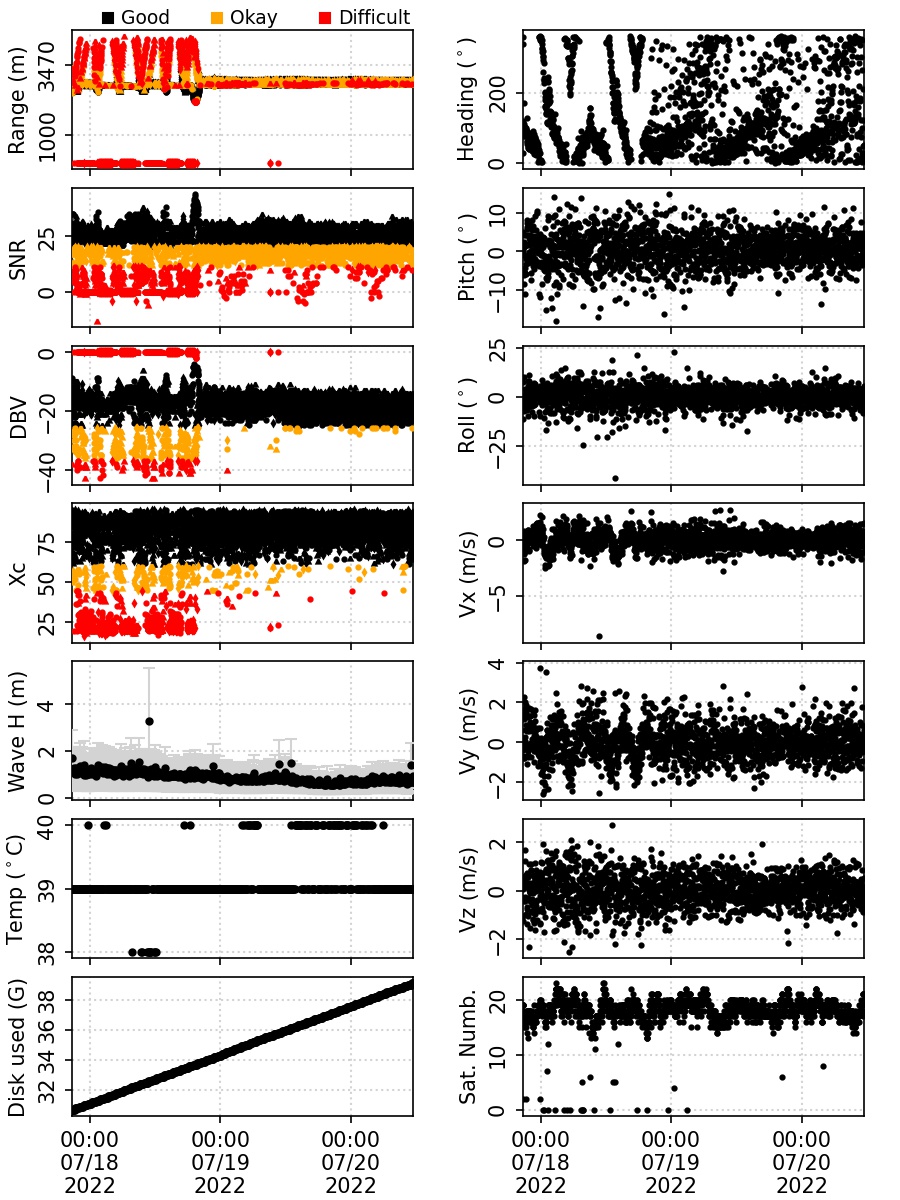 Good Okay Difficult
Range (m)
3470
1000
Heading (°)
200
0
SNR
25
0
Pitch (°)
10
0
−10
DBV
0
−20
−40
Roll (°)
25
0
−25
Xc
75
50
25
Vx (m/s)
0
−5
Wave H (m)
4
2
0
Vy (m/s)
4
2
0
−2
Temp (°C)
40
39
38
Vz (m/s)
2
0
−2
Disk used (G)
38
36
34
32
Sat. Numb.
20
10
0
00:00 00:00 00:00 00:00 00:00 00:00
07/18 07/19 07/20 07/18 07/19 07/20
2022 2022 2022 2022 2022 2022